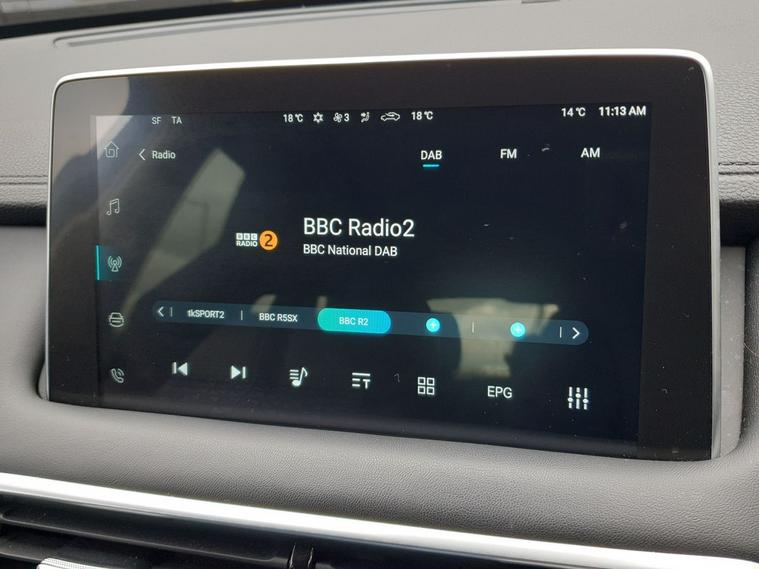 SF TA 18°C 3 18°C 14°C 11:13 AM
Radio DAB FM AM
BBC RADIO 2
BBC Radio2
BBC National DAB
tkSPORT2 BBC R5SX BBC R2
EPG